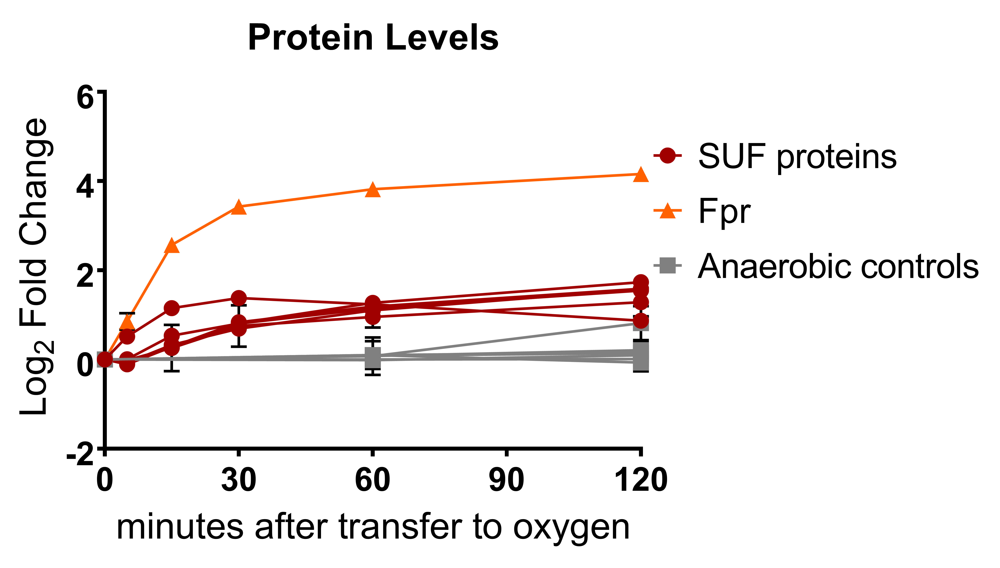 Protein Levels
Log₂ Fold Change
6
4
2
0
-2
0 30 60 90 120
minutes after transfer to oxygen
SUF proteins
Fpr
Anaerobic controls